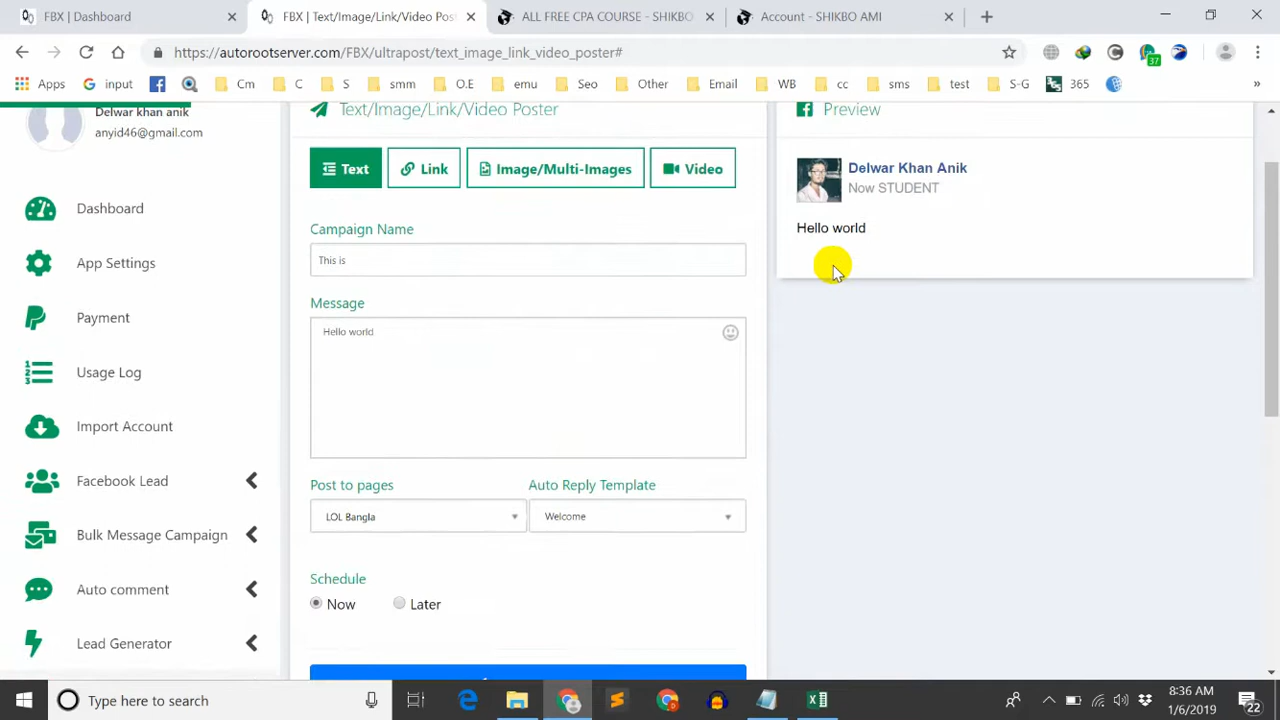 FBX | Dashboard
FBX | Text/Image/Link/Video Pos
ALL FREE CPA COURSE - SHIKBO
Account - SHIKBO AMI
https://autorootserver.com/FBX/ultrapost/text_image_link_video_poster#
37
Apps
input
Cm
C
S
smm
O.E
emu
Seo
Other
Email
WB
cc
sms
test
S-G
365
»
Delwar khan anik
anyid46@gmail.com
Dashboard
App Settings
Payment
Usage Log
Import Account
Facebook Lead
Bulk Message Campaign
Auto comment
Lead Generator
Text/Image/Link/Video Poster
Text
Link
Image/Multi-Images
Video
Campaign Name
This is
Message
Hello world
Post to pages
Auto Reply Template
LOL Bangla
Welcome
Schedule
Now
Later
Preview
Delwar Khan Anik
Now STUDENT
Hello world
Type here to search
8:36 AM
1/6/2019
22